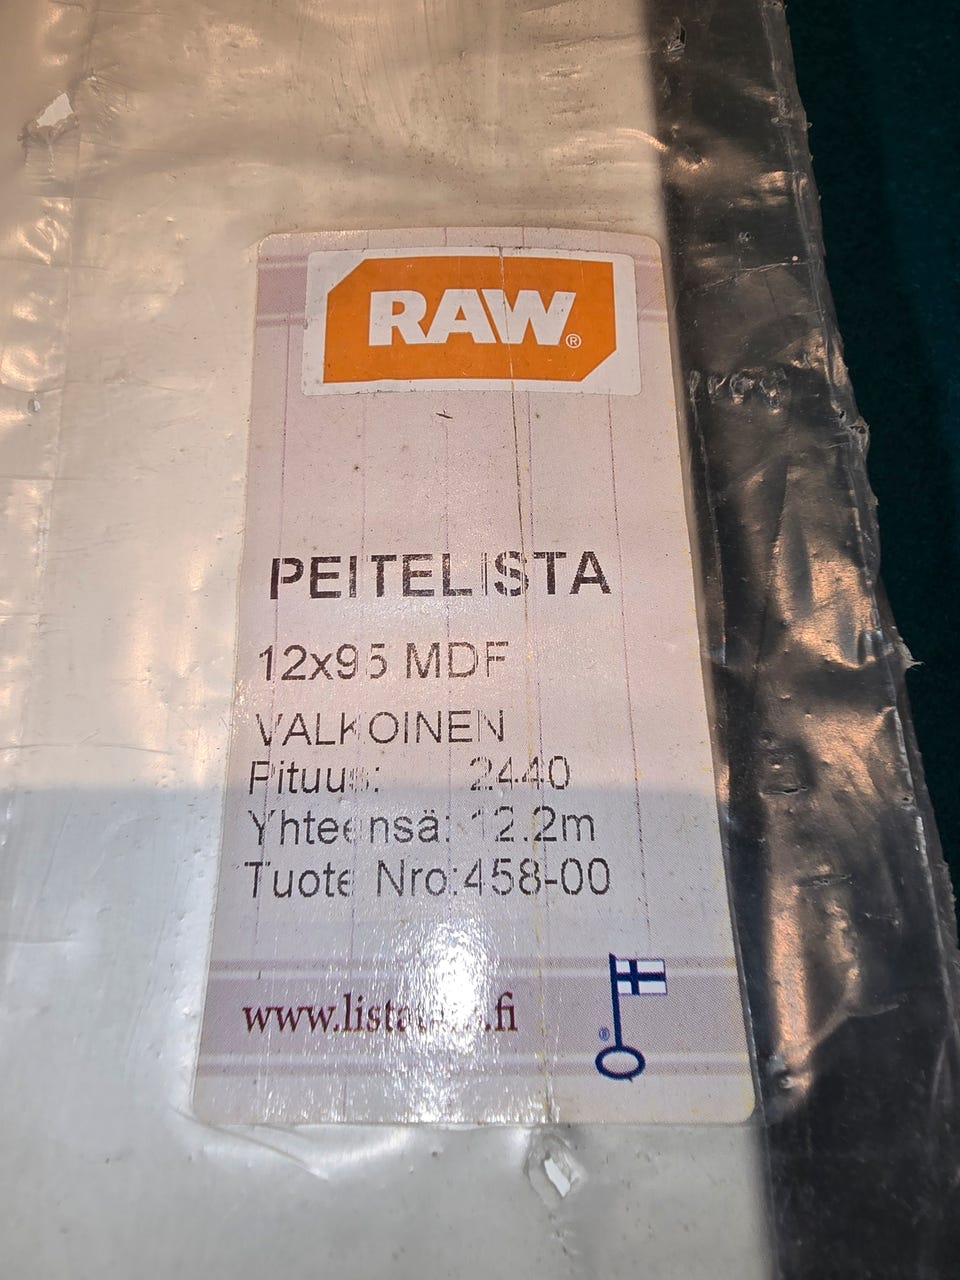 RAW®
PEITELISTA
12x95 MDF
VALKOINEN
Pituus: 2440
Yhteensä: 12.2m
Tuote Nro:458-00
®